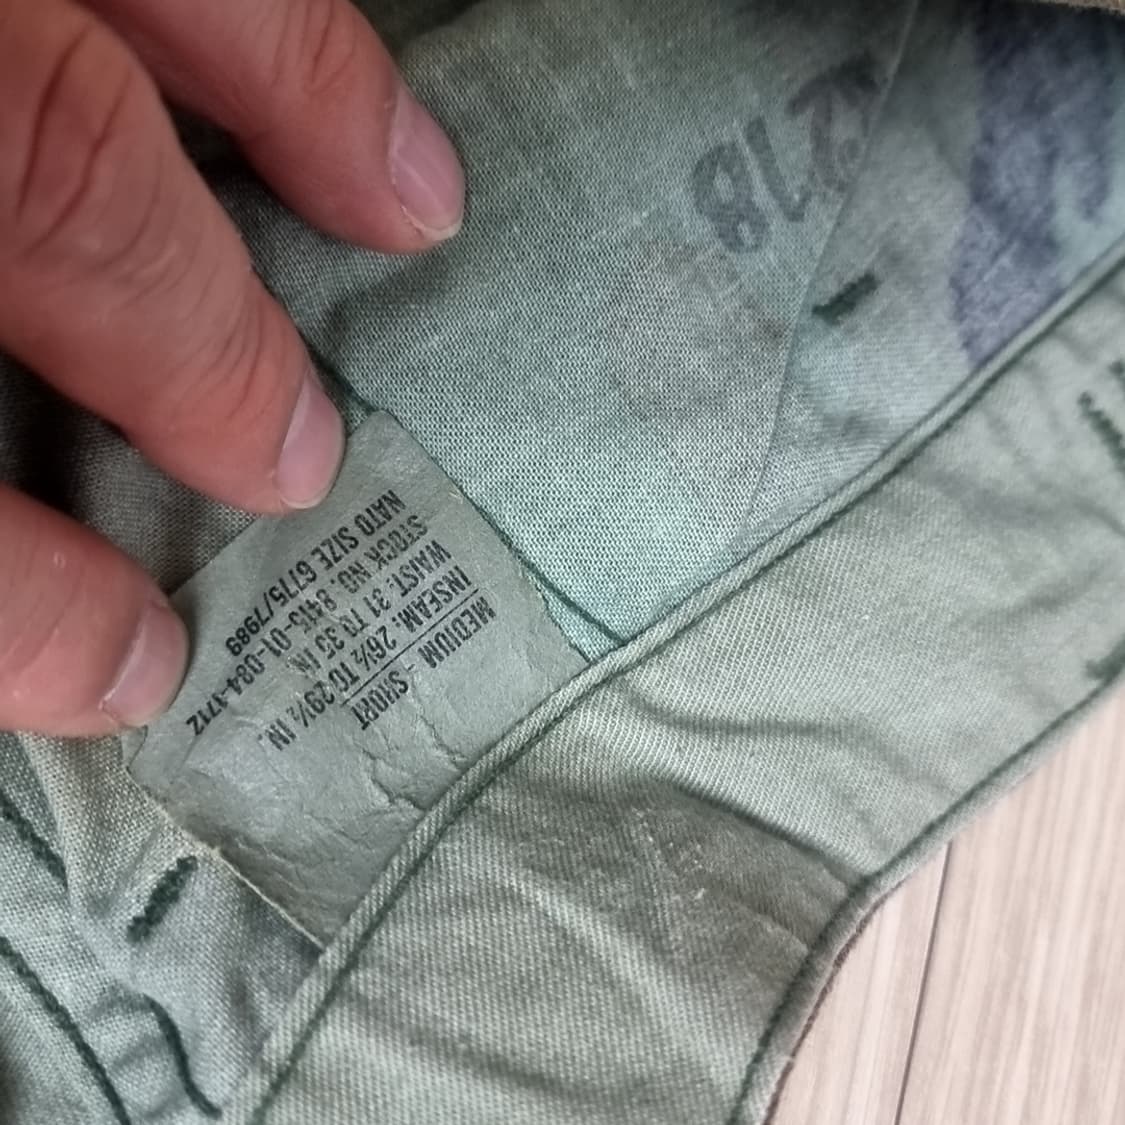 MEDIUM - SHORT
INSEAM: 26½ TO 29½ IN.
WAIST: 31 TO 35 IN.
STOCK NO. 8415-01-084-1712
NATO SIZE 6775/7989
218